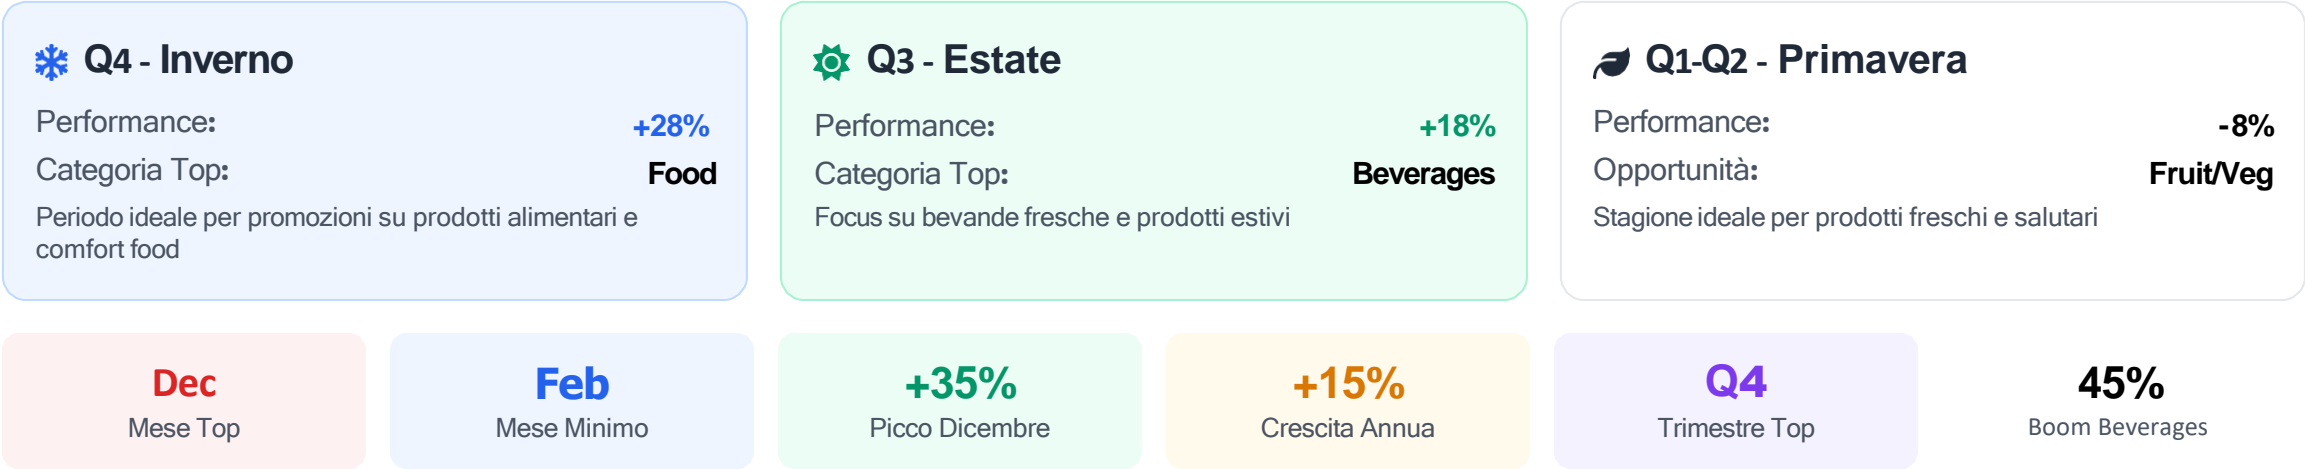 Q4 - Inverno
Performance:
+28%
Categoria Top:
Food
Periodo ideale per promozioni su prodotti alimentari e
comfort food
Q3 - Estate
Performance:
+18%
Categoria Top:
Beverages
Focus su bevande fresche e prodotti estivi
Q1-Q2 - Primavera
Performance:
-8%
Opportunità:
Fruit/Veg
Stagione ideale per prodotti freschi e salutari
Dec
Mese Top
Feb
Mese Minimo
+35%
Picco Dicembre
+15%
Crescita Annua
Q4
Trimestre Top
45%
Boom Beverages